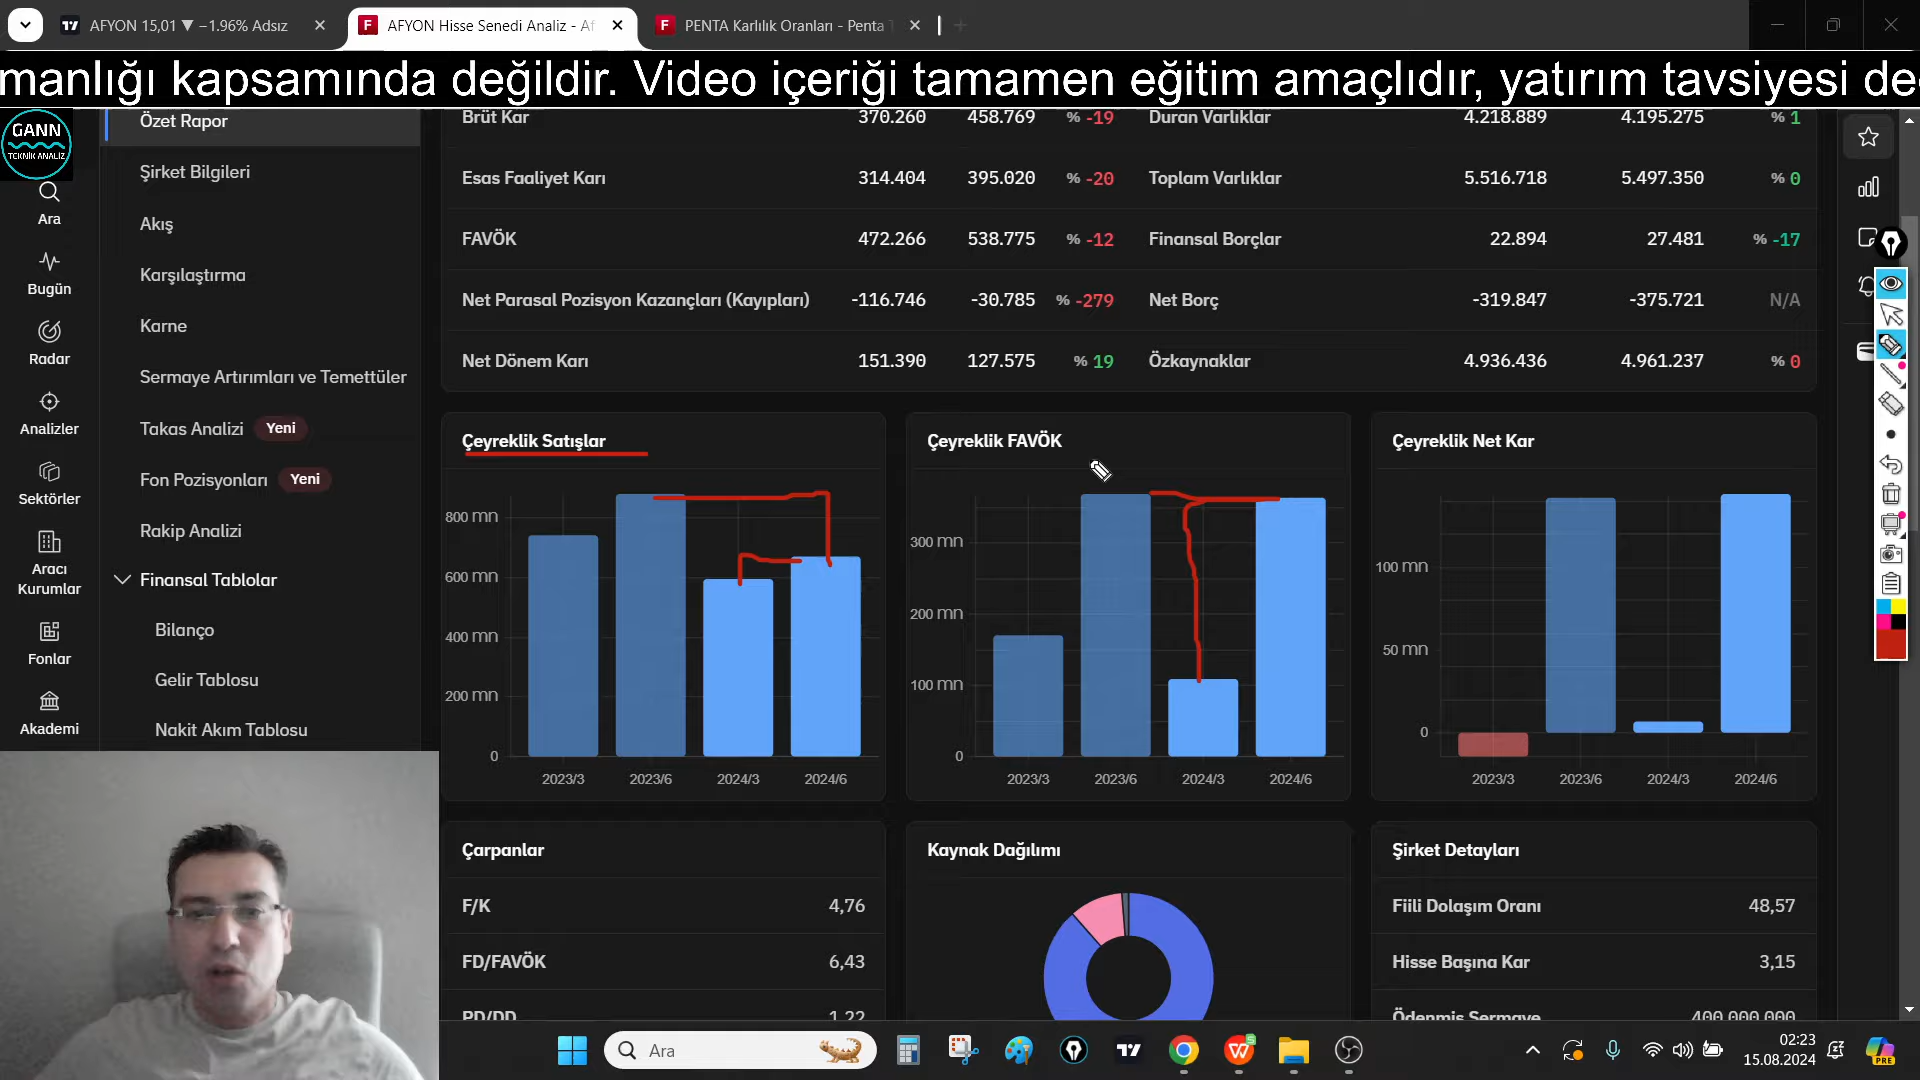 AFYON 15,01 ▼ −1.96% Adsız
AFYON Hisse Senedi Analiz - Af
PENTA Karlılık Oranları - Penta T
manlığı kapsamında değildir. Video içeriği tamamen eğitim amaçlıdır, yatırım tavsiyesi de
GANN
TEKNİK ANALİZ
Ara
Bugün
Radar
Analizler
Sektörler
Aracı
Kurumlar
Fonlar
Akademi
Özet Rapor
Şirket Bilgileri
Akış
Karşılaştırma
Karne
Sermaye Artırımları ve Temettüler
Takas Analizi Yeni
Fon Pozisyonları Yeni
Rakip Analizi
Finansal Tablolar
Bilanço
Gelir Tablosu
Nakit Akım Tablosu
Brüt Kar 370.260 458.769 % -19 Duran Varlıklar 4.218.889 4.195.275 % 1
Esas Faaliyet Karı 314.404 395.020 % -20 Toplam Varlıklar 5.516.718 5.497.350 % 0
FAVÖK 472.266 538.775 % -12 Finansal Borçlar 22.894 27.481 % -17
Net Parasal Pozisyon Kazançları (Kayıpları) -116.746 -30.785 % -279 Net Borç -319.847 -375.721 N/A
Net Dönem Karı 151.390 127.575 % 19 Özkaynaklar 4.936.436 4.961.237 % 0
Çeyreklik Satışlar
800 mn
600 mn
400 mn
200 mn
0
2023/3 2023/6 2024/3 2024/6
Çeyreklik FAVÖK
300 mn
200 mn
100 mn
0
2023/3 2023/6 2024/3 2024/6
Çeyreklik Net Kar
100 mn
50 mn
0
2023/3 2023/6 2024/3 2024/6
Çarpanlar
F/K 4,76
FD/FAVÖK 6,43
PD/DD 1,22
Kaynak Dağılımı
Şirket Detayları
Fiili Dolaşım Oranı 48,57
Hisse Başına Kar 3,15
Ödenmiş Sermaye 400.000.000
Ara
02:23
15.08.2024
PRE